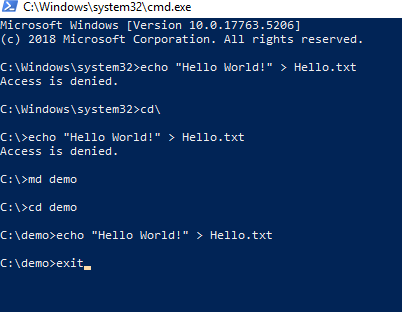 C:\Windows\system32\cmd.exe
Microsoft Windows [Version 10.0.17763.5206]
(c) 2018 Microsoft Corporation. All rights reserved.
C:\Windows\system32>echo "Hello World!" > Hello.txt
Access is denied.
C:\Windows\system32>cd\
C:\>echo "Hello World!" > Hello.txt
Access is denied.
C:\>md demo
C:\>cd demo
C:\demo>echo "Hello World!" > Hello.txt
C:\demo>exit